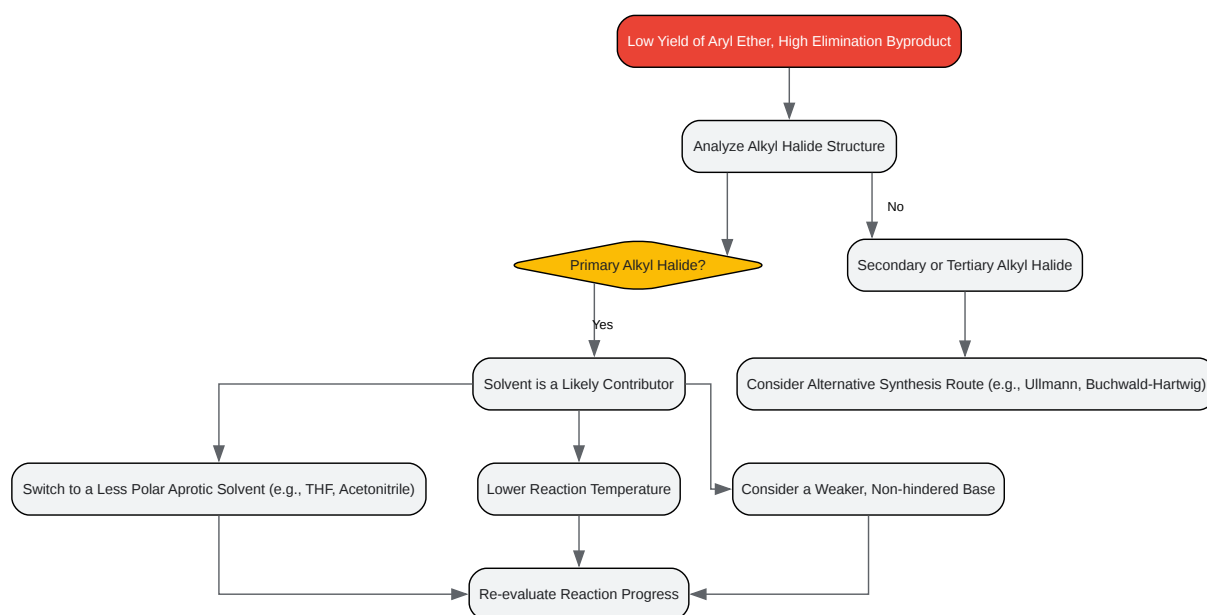 Low Yield of Aryl Ether, High Elimination Byproduct
Analyze Alkyl Halide Structure
No
Primary Alkyl Halide?
Secondary or Tertiary Alkyl Halide
Yes
Solvent is a Likely Contributor
Consider Alternative Synthesis Route (e.g., Ullmann, Buchwald-Hartwig)
Switch to a Less Polar Aprotic Solvent (e.g., THF, Acetonitrile)
Lower Reaction Temperature
Consider a Weaker, Non-hindered Base
Re-evaluate Reaction Progress